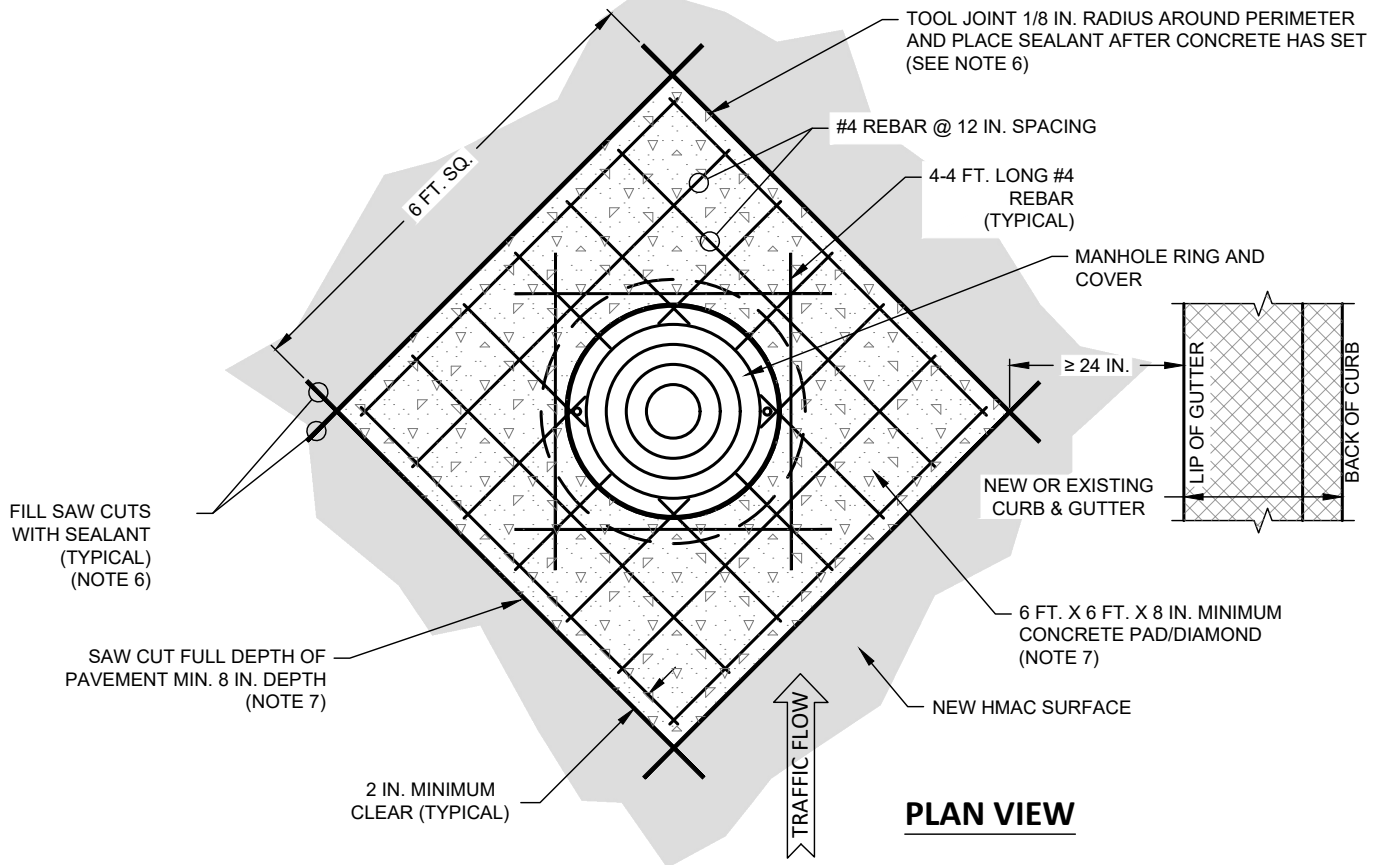 TOOL JOINT 1/8 IN. RADIUS AROUND PERIMETER
AND PLACE SEALANT AFTER CONCRETE HAS SET
(SEE NOTE 6)
#4 REBAR @ 12 IN. SPACING
6 FT. SQ.
4-4 FT. LONG #4
REBAR
(TYPICAL)
MANHOLE RING AND
COVER
≥ 24 IN.
LIP OF GUTTER
BACK OF CURB
NEW OR EXISTING
CURB & GUTTER
FILL SAW CUTS
WITH SEALANT
(TYPICAL)
(NOTE 6)
6 FT. X 6 FT. X 8 IN. MINIMUM
CONCRETE PAD/DIAMOND
(NOTE 7)
SAW CUT FULL DEPTH OF
PAVEMENT MIN. 8 IN. DEPTH
(NOTE 7)
NEW HMAC SURFACE
TRAFFIC FLOW
2 IN. MINIMUM
CLEAR (TYPICAL)
PLAN VIEW